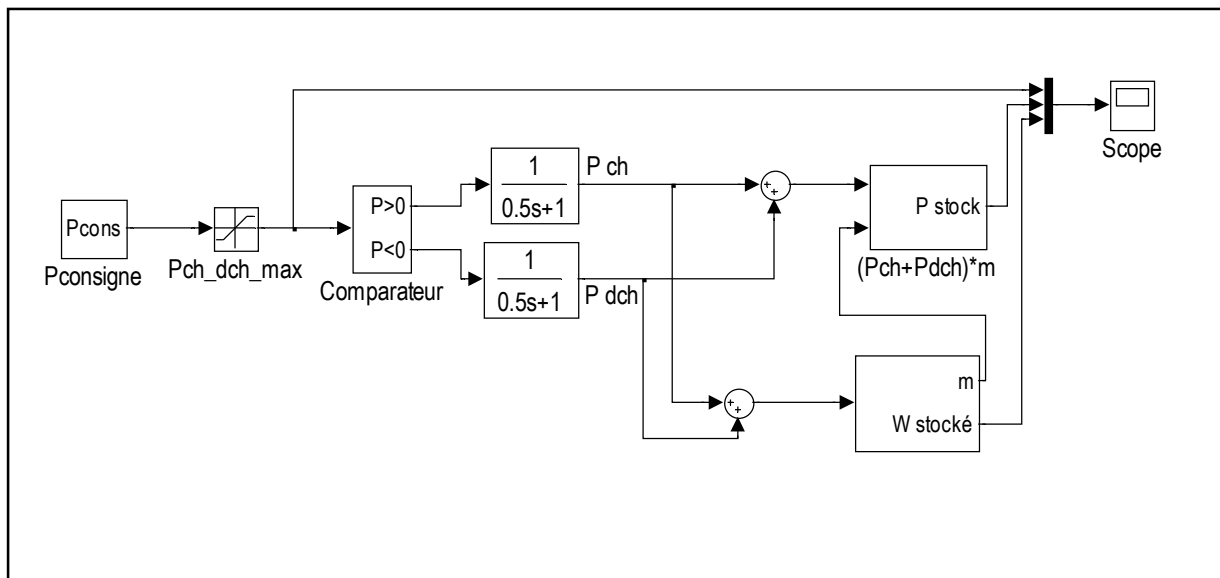 Pcons
Pconsigne
Pch_dch_max
P>0
P<0
Comparateur
1
0.5s+1
P ch
1
0.5s+1
P dch
+
+
P stock
(Pch+Pdch)*m
Scope
+
+
m
W stocké